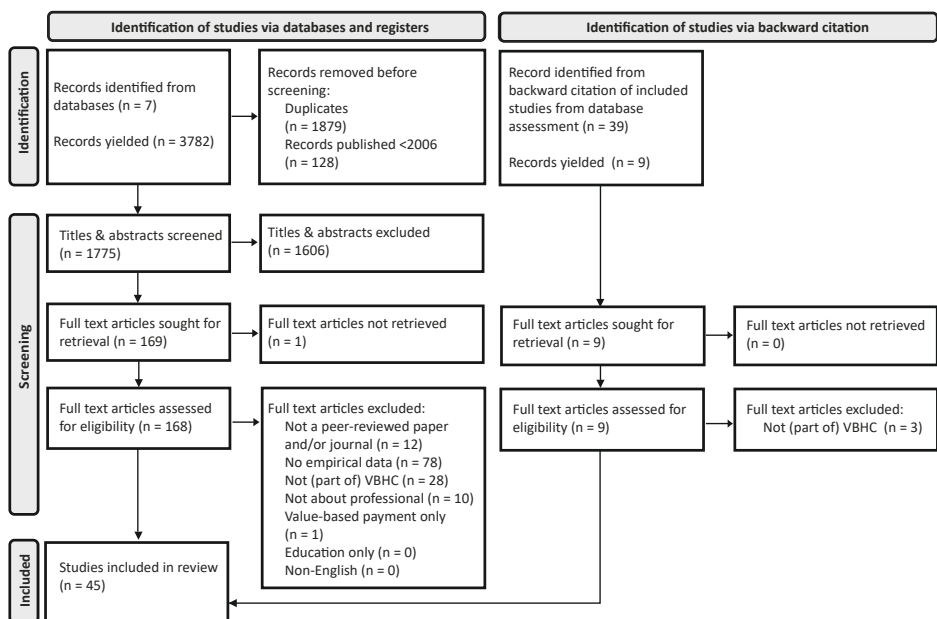 Identification of studies via databases and registers
Identification of studies via backward citation
Identification
Records identified from
databases (n = 7)
Records yielded (n = 3782)
Records removed before
screening:
Duplicates
(n = 1879)
Records published <2006
(n = 128)
Record identified from
backward citation of included
studies from database
assessment (n = 39)
Records yielded (n = 9)
Screening
Titles & abstracts screened
(n = 1775)
Titles & abstracts excluded
(n = 1606)
Full text articles sought for
retrieval (n = 169)
Full text articles not retrieved
(n = 1)
Full text articles sought for
retrieval (n = 9)
Full text articles not retrieved
(n = 0)
Full text articles assessed
for eligibility (n = 168)
Full text articles excluded:
Not a peer-reviewed paper
and/or journal (n = 12)
No empirical data (n = 78)
Not (part of) VBHC (n = 28)
Not about professional (n = 10)
Value-based payment only
(n = 1)
Education only (n = 0)
Non-English (n = 0)
Full text articles assessed for
eligibility (n = 9)
Full text articles excluded:
Not (part of) VBHC (n = 3)
Included
Studies included in review
(n = 45)